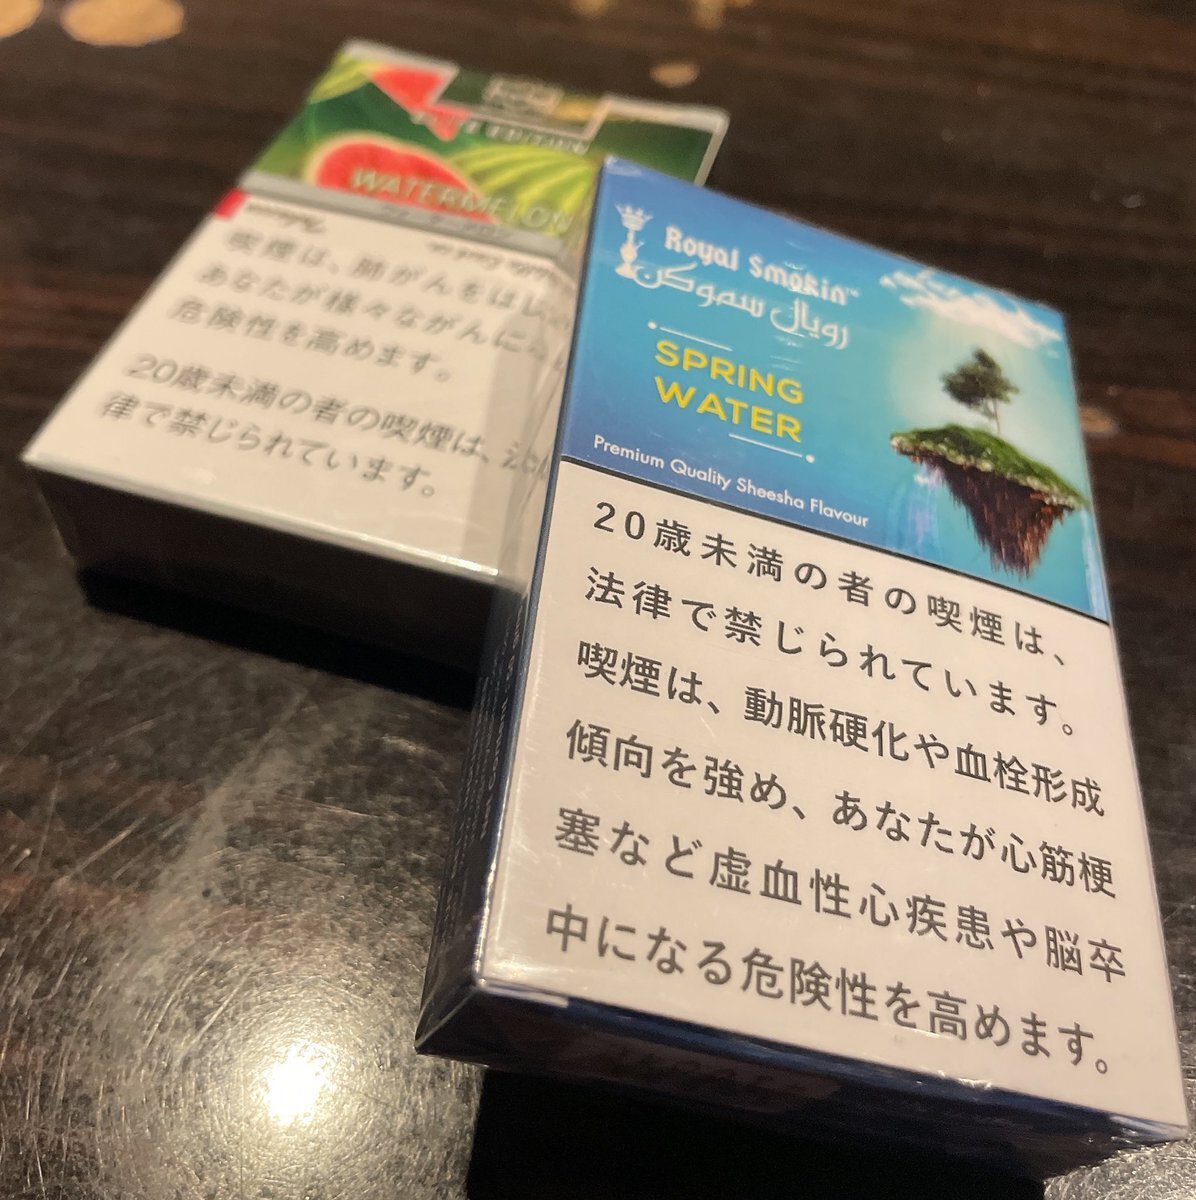 WATERMELON
喫煙は、肺がんをはじ
あなたが様々ながんに
危険性を高めます。
20歳未満の者の喫煙は、法
律で禁じられています。
Royal Smokin™
رويال سموكن
SPRING
WATER
Premium Quality Sheesha Flavour
20歳未満の者の喫煙は、
法律で禁じられています。
喫煙は、動脈硬化や血栓形成
傾向を強め、あなたが心筋梗
塞など虚血性心疾患や脳卒
中になる危険性を高めます。